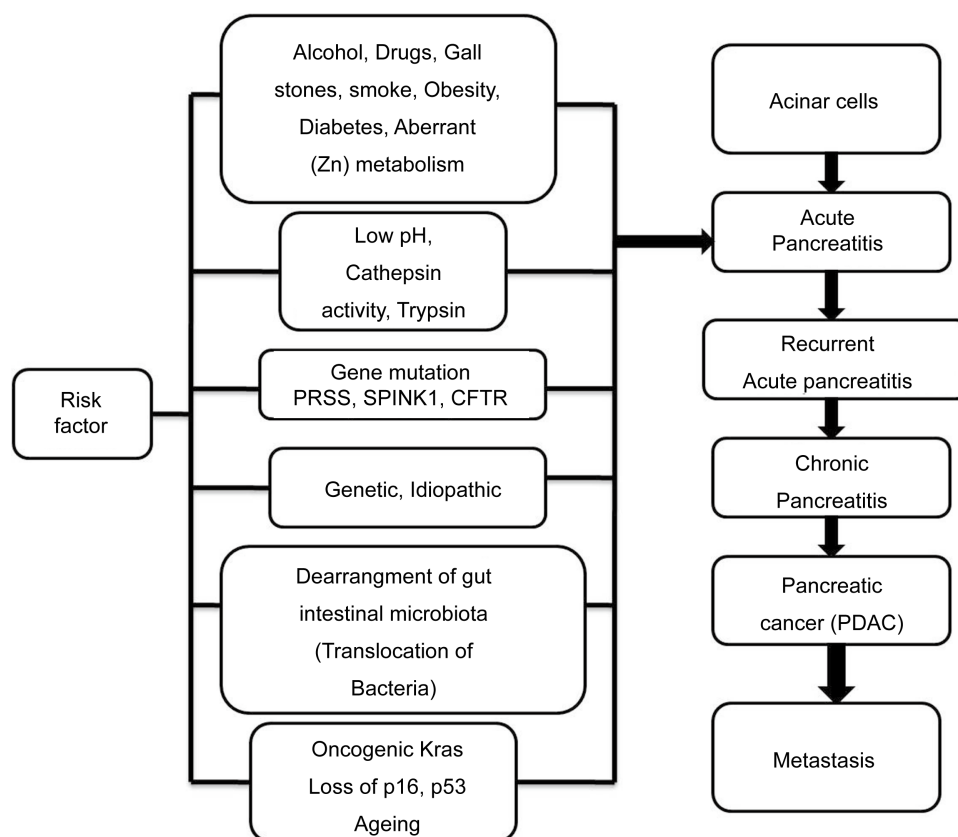 Risk
factor
Alcohol, Drugs, Gall
stones, smoke, Obesity,
Diabetes, Aberrant
(Zn) metabolism
Low pH,
Cathepsin
activity, Trypsin
Gene mutation
PRSS, SPINK1, CFTR
Genetic, Idiopathic
Dearrangment of gut
intestinal microbiota
(Translocation of
Bacteria)
Oncogenic Kras
Loss of p16, p53
Ageing
Acinar cells
Acute
Pancreatitis
Recurrent
Acute pancreatitis
Chronic
Pancreatitis
Pancreatic
cancer (PDAC)
Metastasis